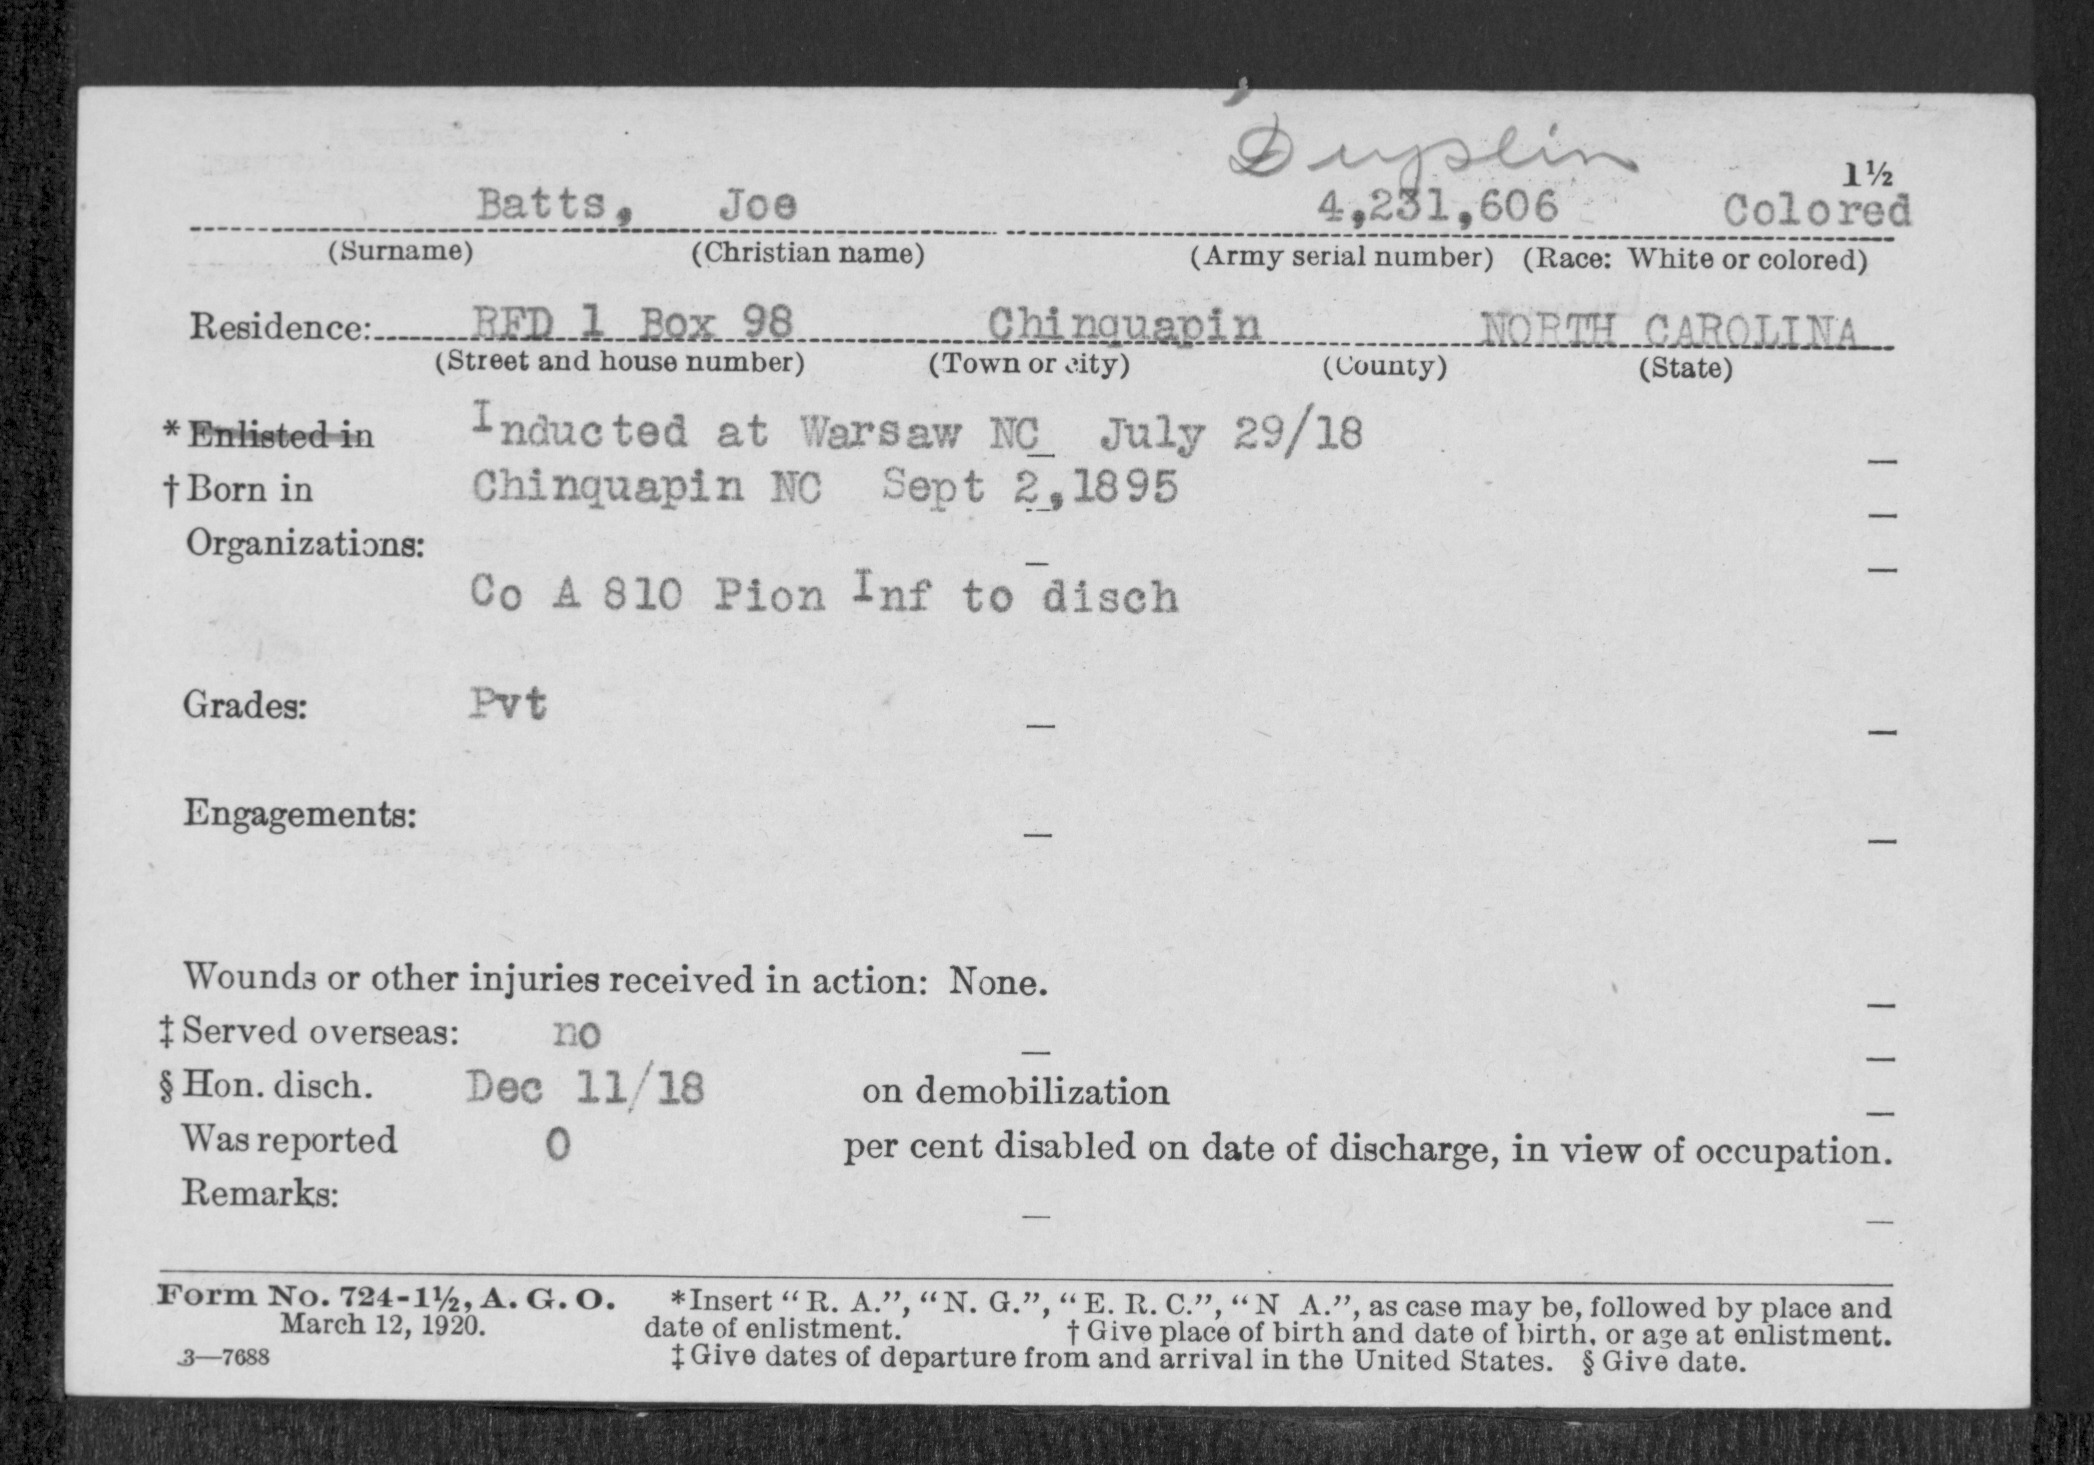 Duplin
1½
Batts, Joe 4,231,606 Colored
(Surname) (Christian name) (Army serial number) (Race: White or colored)
Residence: RFD 1 Box 98 Chinquapin NORTH CAROLINA
(Street and house number) (Town or city) (County) (State)
* Enlisted in Inducted at Warsaw NC July 29/18
† Born in Chinquapin NC Sept 2, 1895
Organizations:
Co A 810 Pion Inf to disch
Grades: Pvt
Engagements:
Wounds or other injuries received in action: None.
‡ Served overseas: no
§ Hon. disch. Dec 11/18 on demobilization
Was reported 0 per cent disabled on date of discharge, in view of occupation.
Remarks:
Form No. 724-1½, A. G. O. *Insert "R. A.", "N. G.", "E. R. C.", "N A.", as case may be, followed by place and
March 12, 1920. date of enlistment. † Give place of birth and date of birth, or age at enlistment.
3—7688 ‡ Give dates of departure from and arrival in the United States. § Give date.